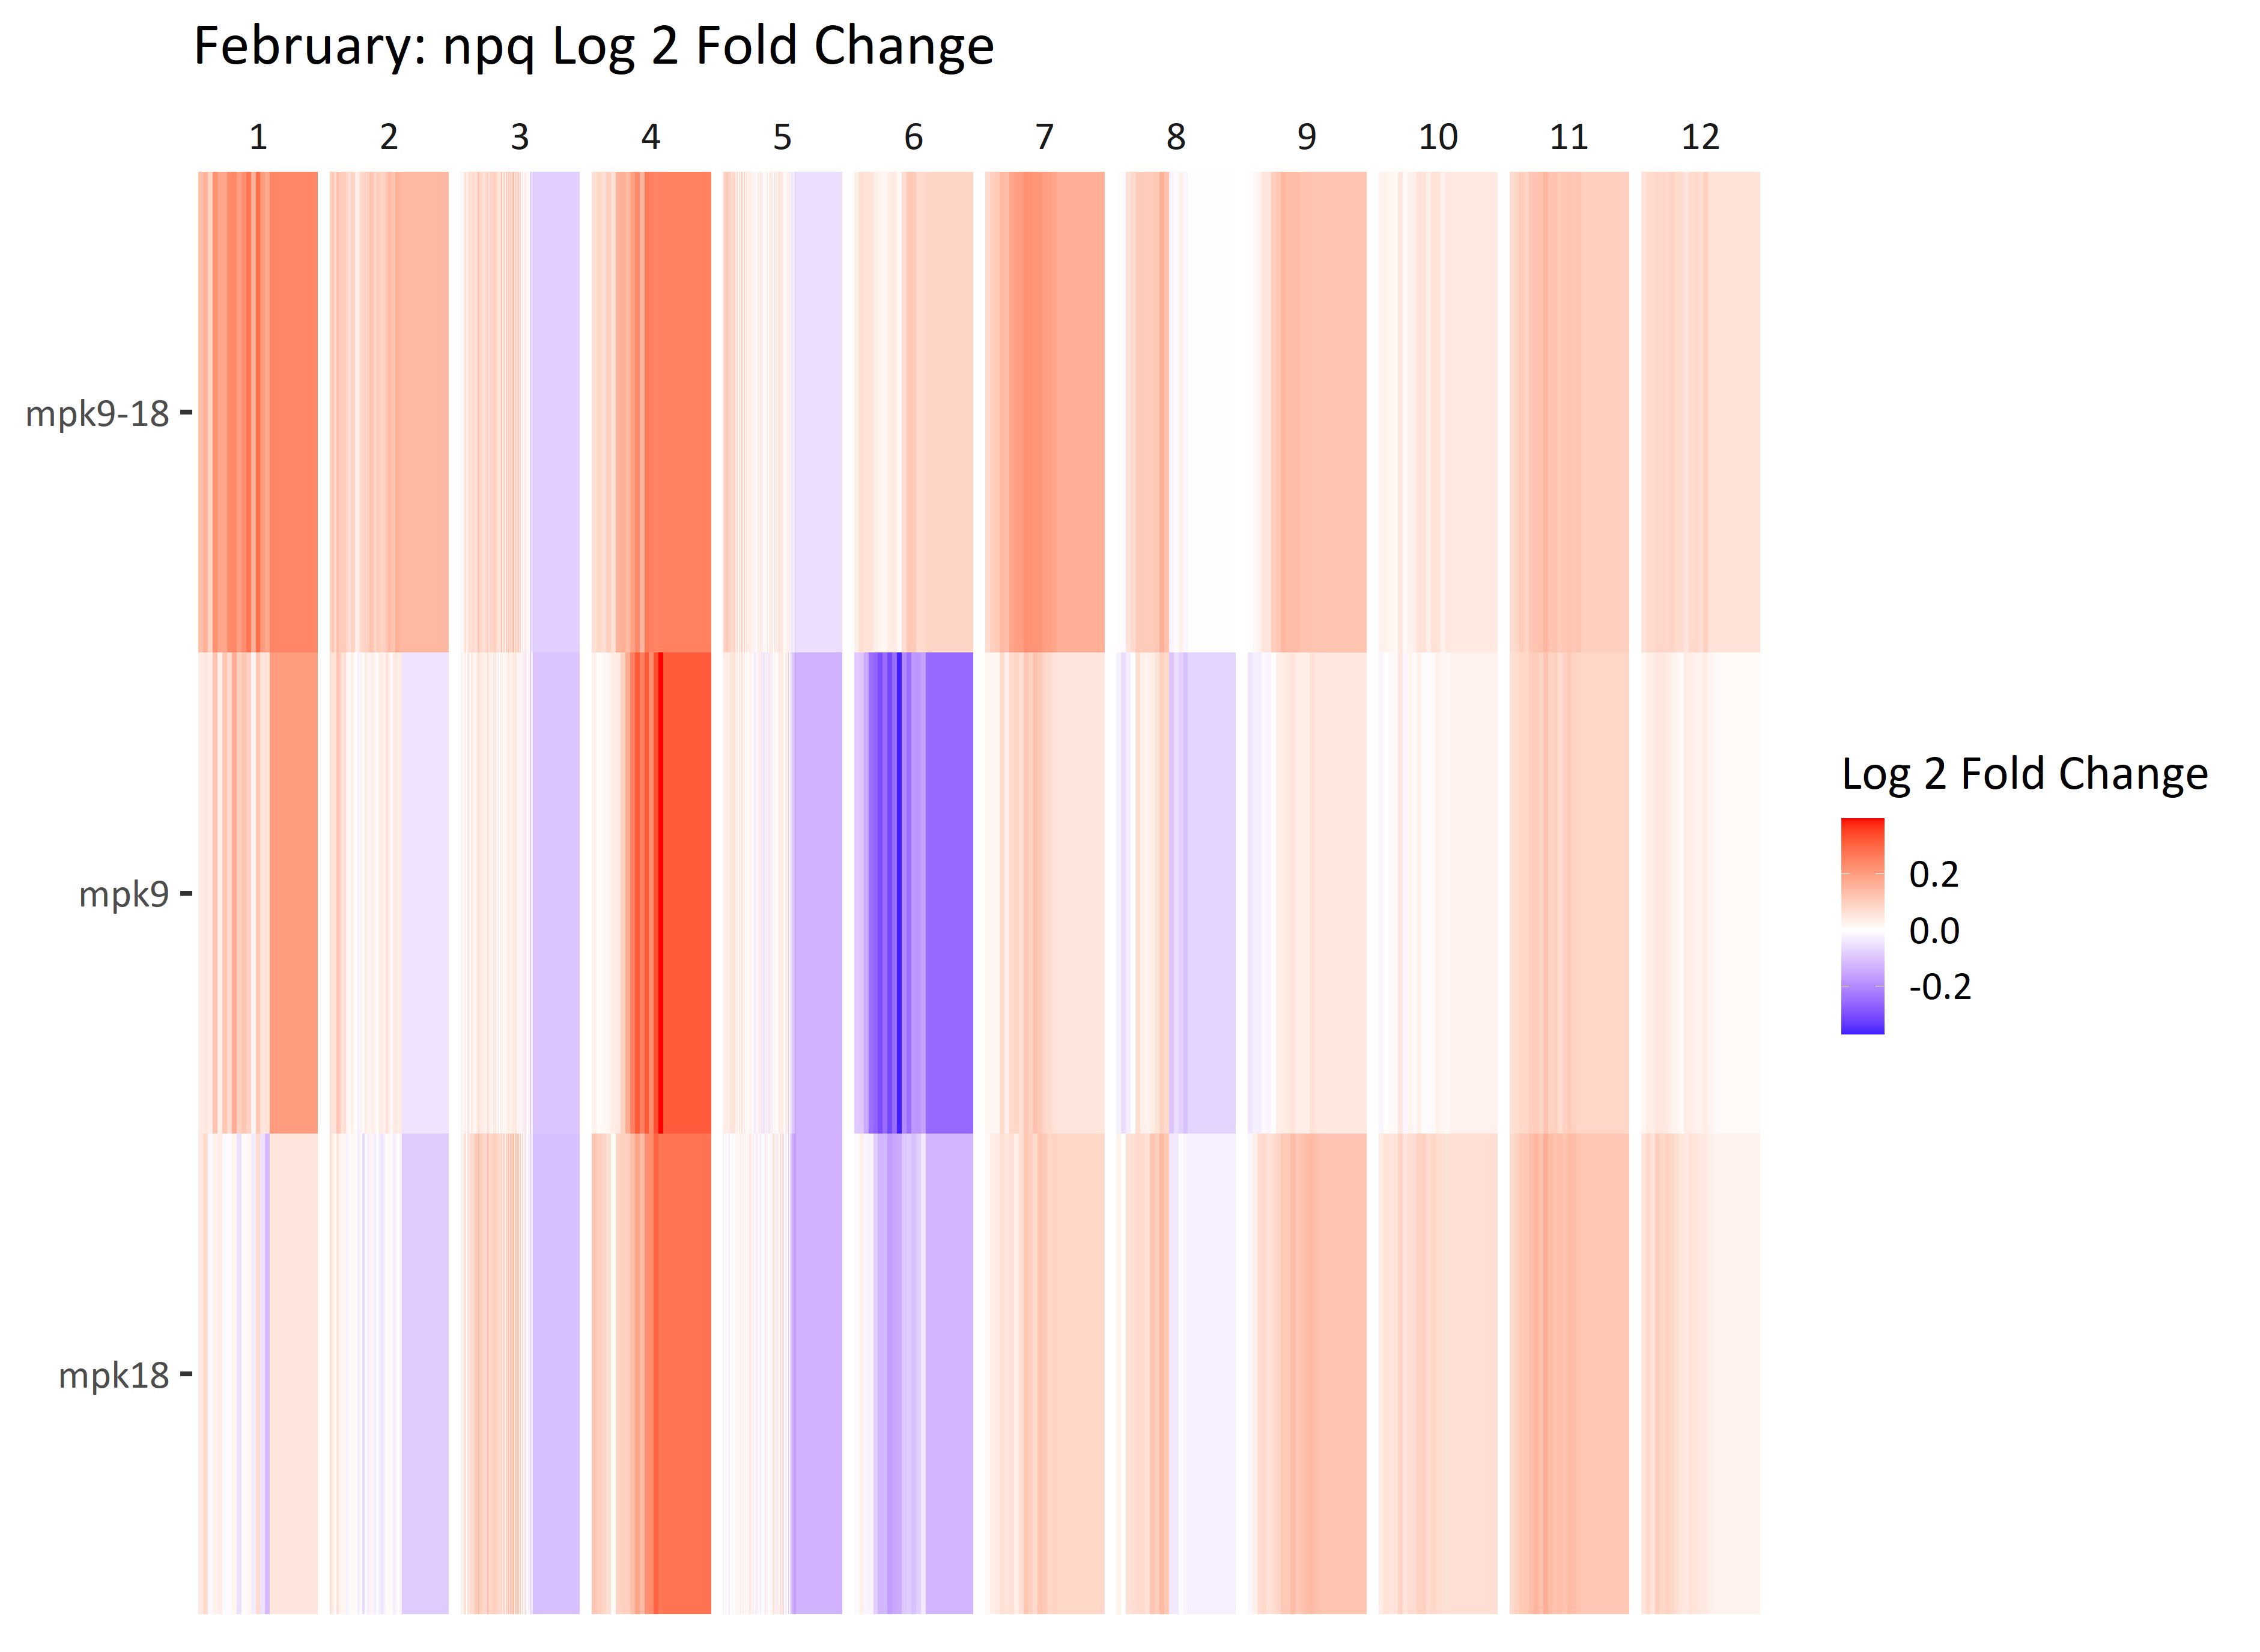 February: npq Log 2 Fold Change
1 2 3 4 5 6 7 8 9 10 11 12
mpk9-18
mpk9
mpk18
Log 2 Fold Change
0.2
0.0
-0.2